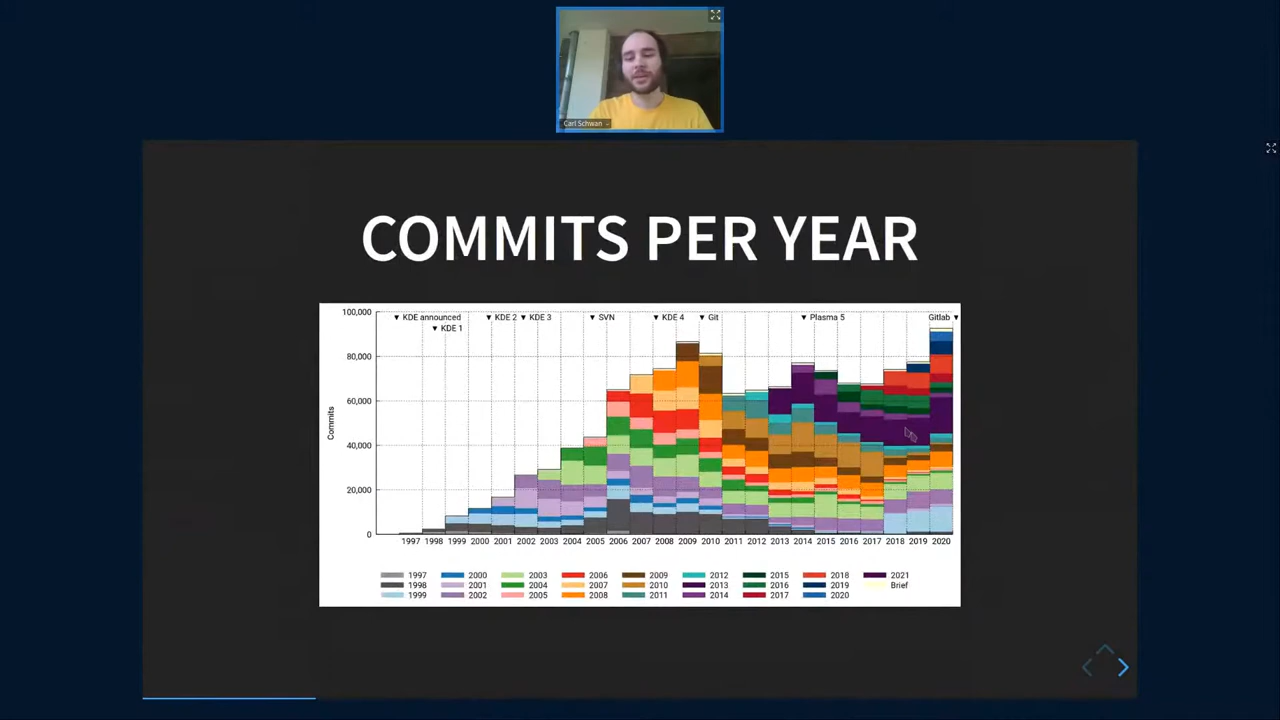 Carl Schwan
COMMITS PER YEAR
▼ KDE announced ▼ KDE 2 ▼ KDE 3 ▼ SVN ▼ KDE 4 ▼ Git ▼ Plasma 5 Gitlab ▼
▼ KDE 1
100,000
80,000
60,000
40,000
20,000
0
Commits
1997 1998 1999 2000 2001 2002 2003 2004 2005 2006 2007 2008 2009 2010 2011 2012 2013 2014 2015 2016 2017 2018 2019 2020
1997 2000 2003 2006 2009 2012 2015 2018 2021
1998 2001 2004 2007 2010 2013 2016 2019 Brief
1999 2002 2005 2008 2011 2014 2017 2020